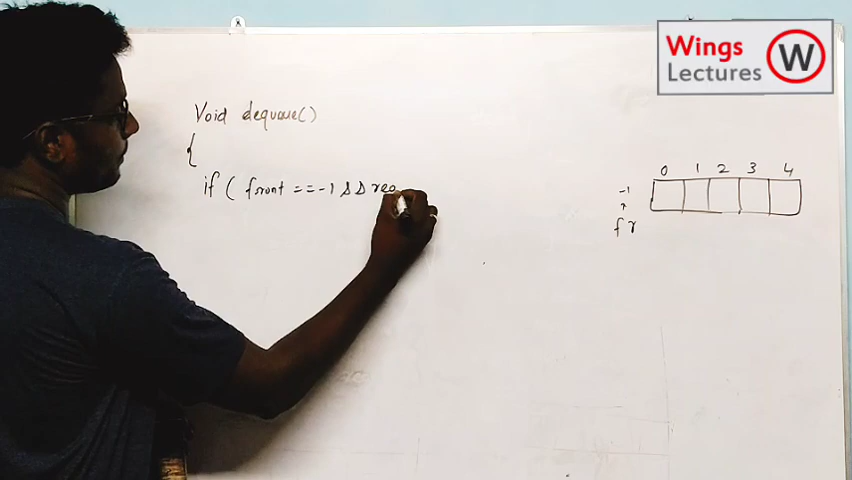 Wings
Lectures
W
Void dequeue()
{
if ( front == -1 && rea
0 1 2 3 4
-1
f r